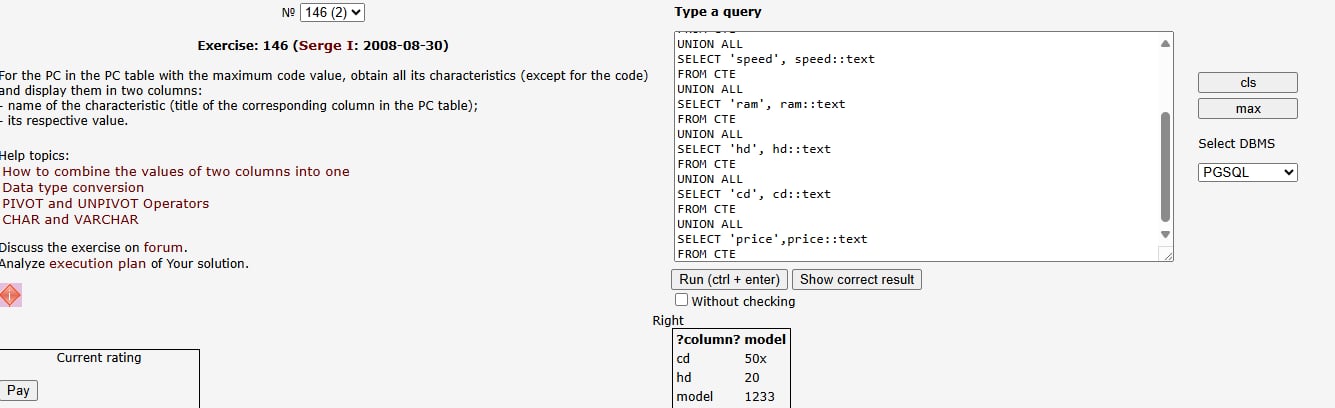 № 146 (2)
Exercise: 146 (Serge I: 2008-08-30)
For the PC in the PC table with the maximum code value, obtain all its characteristics (except for the code)
and display them in two columns:
- name of the characteristic (title of the corresponding column in the PC table);
- its respective value.
Help topics:
How to combine the values of two columns into one
Data type conversion
PIVOT and UNPIVOT Operators
CHAR and VARCHAR
Discuss the exercise on forum.
Analyze execution plan of Your solution.
Current rating
Pay
Type a query
FROM CTE
UNION ALL
SELECT 'speed', speed::text
FROM CTE
UNION ALL
SELECT 'ram', ram::text
FROM CTE
UNION ALL
SELECT 'hd', hd::text
FROM CTE
UNION ALL
SELECT 'cd', cd::text
FROM CTE
UNION ALL
SELECT 'price',price::text
FROM CTE
Run (ctrl + enter) Show correct result
Without checking
Right
?column? model
cd 50x
hd 20
model 1233
cls
max
Select DBMS
PGSQL